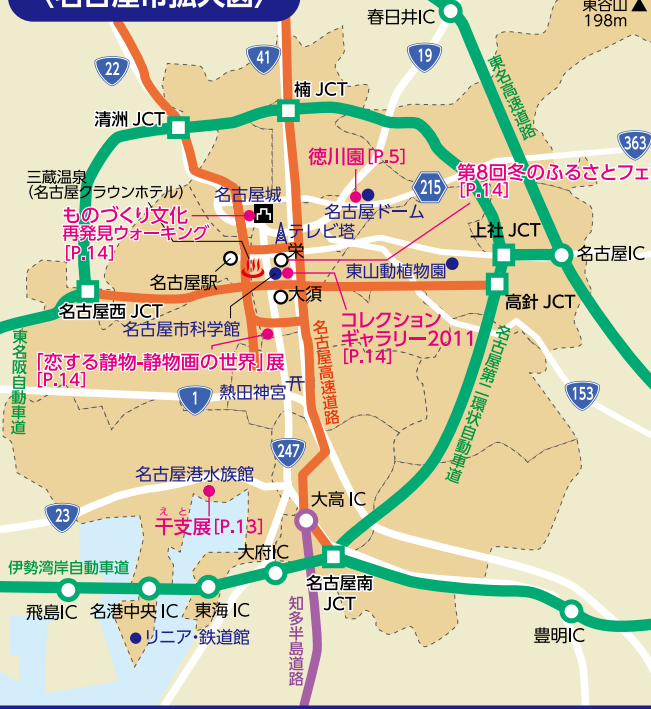 〈名古屋市拡大図〉
春日井IC
東谷山▲
198m
22
41
19
楠 JCT
清洲 JCT
東名高速道路
363
三蔵温泉
(名古屋クラウンホテル)
徳川園[P.5]
215
第8回冬のふるさとフェ
[P.14]
名古屋城
名古屋ドーム
ものづくり文化
再発見ウォーキング
[P.14]
テレビ塔
上社 JCT
栄
名古屋IC
名古屋駅
東山動植物園
大須
高針 JCT
名古屋西 JCT
名古屋市科学館
コレクション
ギャラリー2011
[P.14]
名古屋高速道路
名古屋第二環状自動車道
東名阪自動車道
「恋する静物-静物画の世界」展
[P.14]
1
熱田神宮
153
247
名古屋港水族館
23
えと
干支展[P.13]
大高 IC
大府IC
伊勢湾岸自動車道
名古屋南
JCT
飛島IC
名港中央 IC
東海 IC
知多半島道路
豊明IC
リニア・鉄道館